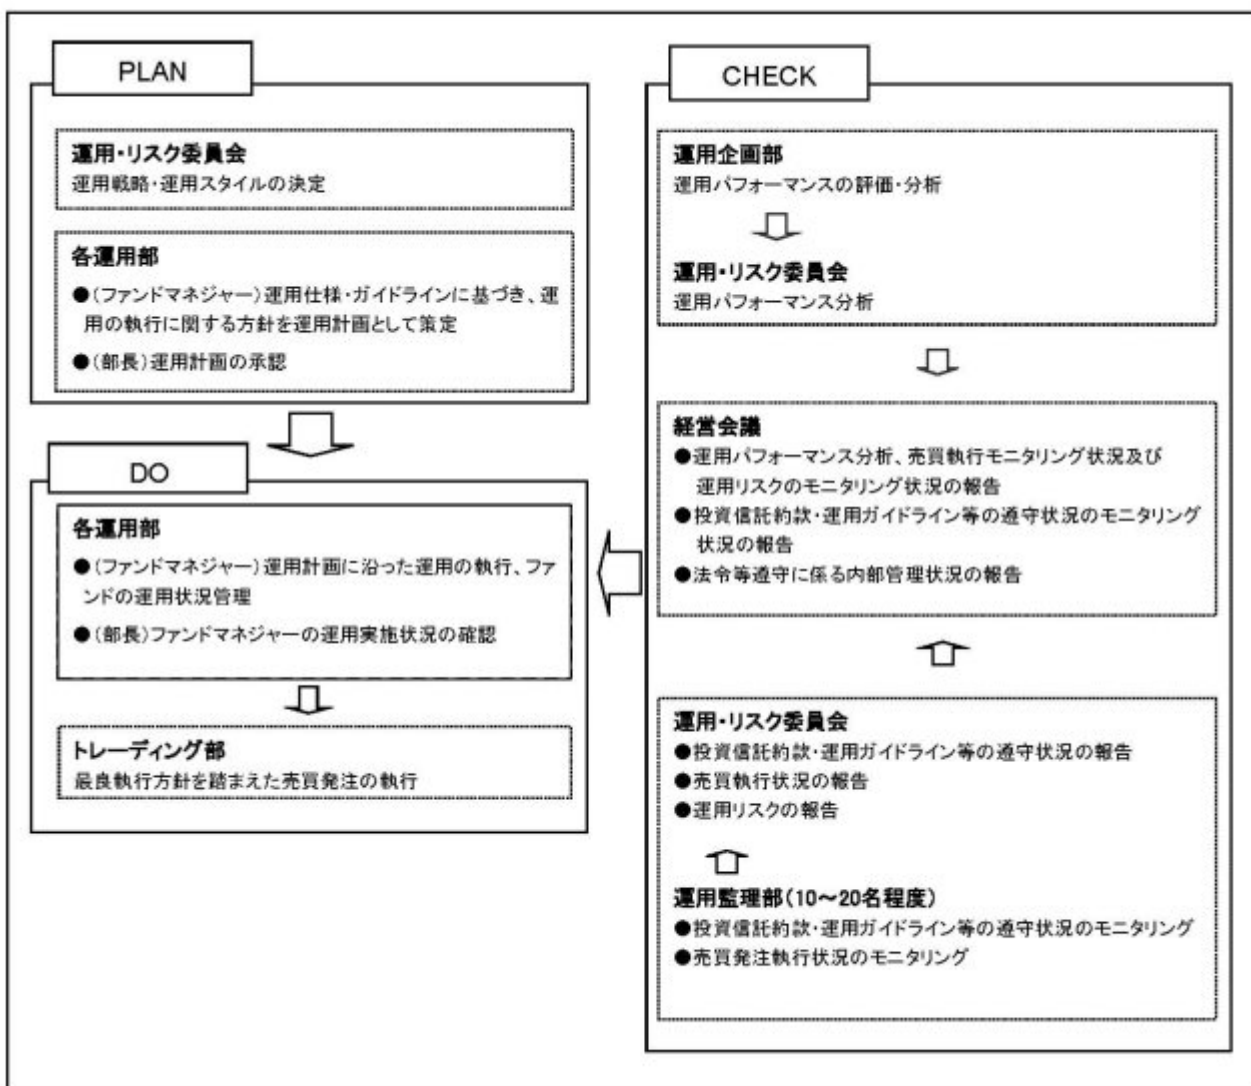 PLAN
運用・リスク委員会
運用戦略・運用スタイルの決定
各運用部
●(ファンドマネジャー)運用仕様・ガイドラインに基づき、運
用の執行に関する方針を運用計画として策定
●(部長)運用計画の承認
DO
各運用部
●(ファンドマネジャー)運用計画に沿った運用の執行、ファ
ンドの運用状況管理
●(部長)ファンドマネジャーの運用実施状況の確認
トレーディング部
最良執行方針を踏まえた売買発注の執行
CHECK
運用企画部
運用パフォーマンスの評価・分析
運用・リスク委員会
運用パフォーマンス分析
経営会議
●運用パフォーマンス分析、売買執行モニタリング状況及び
運用リスクのモニタリング状況の報告
●投資信託約款・運用ガイドライン等の遵守状況のモニタリング
状況の報告
●法令等遵守に係る内部管理状況の報告
運用・リスク委員会
●投資信託約款・運用ガイドライン等の遵守状況の報告
●売買執行状況の報告
●運用リスクの報告
運用監理部(10～20名程度)
●投資信託約款・運用ガイドライン等の遵守状況のモニタリング
●売買発注執行状況のモニタリング